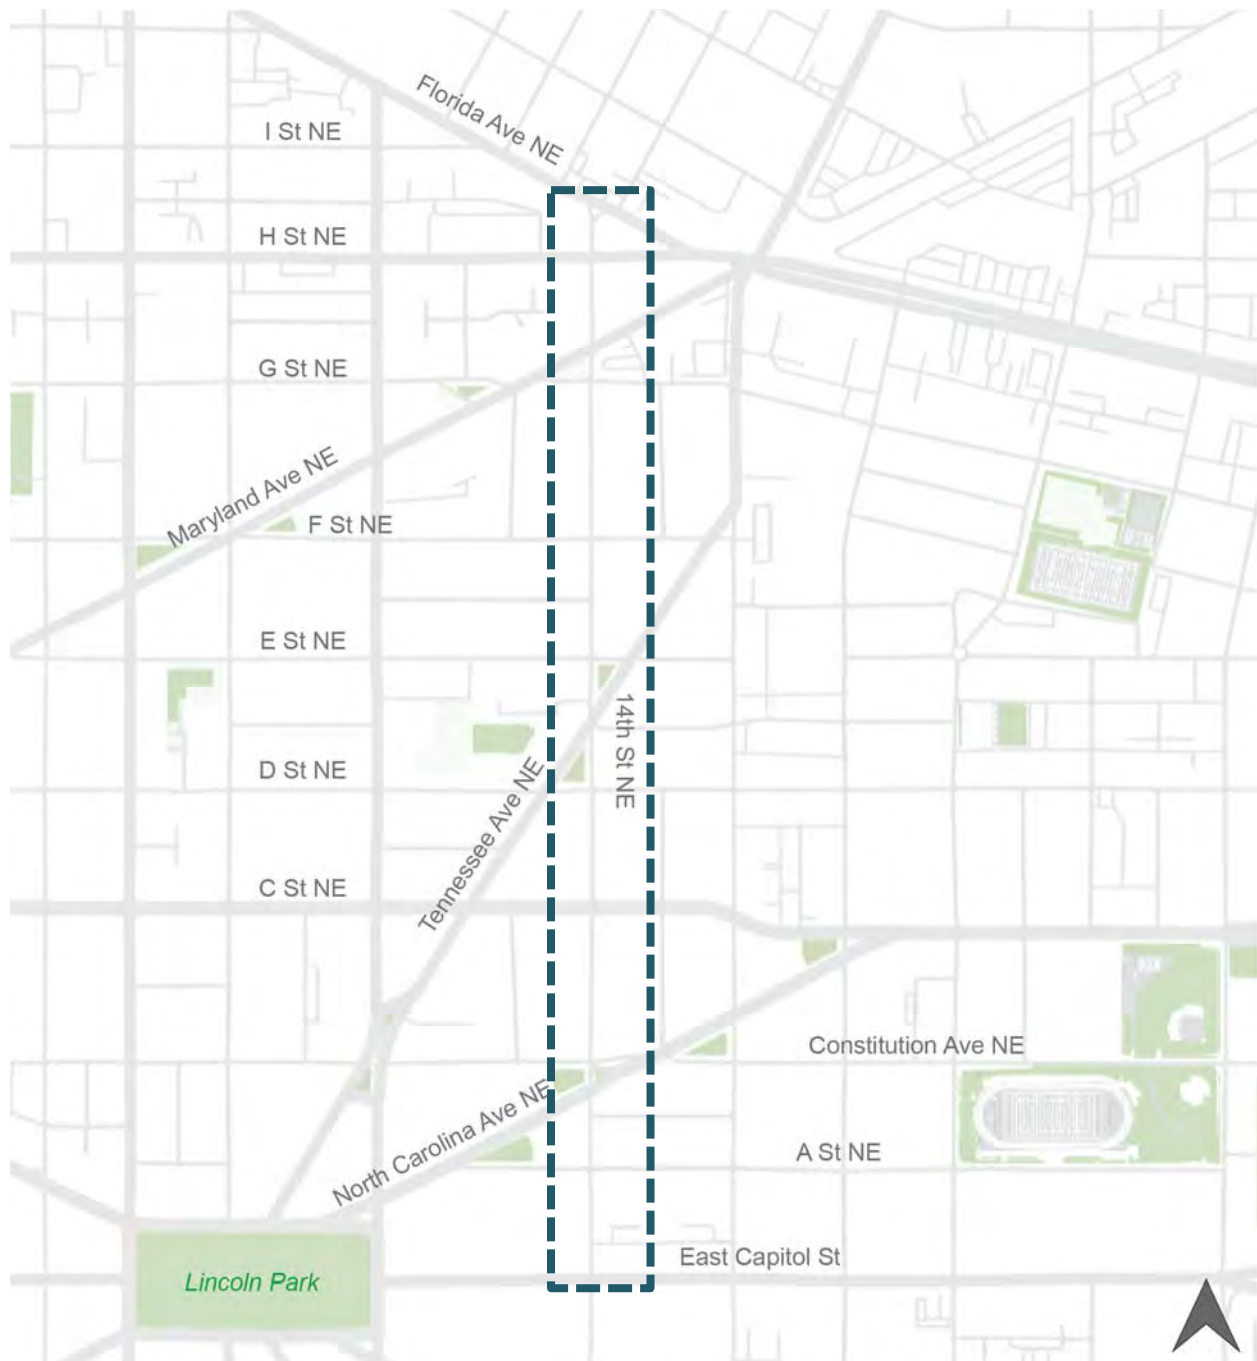 Florida Ave NE
I St NE
H St NE
G St NE
Maryland Ave NE
F St NE
E St NE
14th St NE
D St NE
Tennessee Ave NE
C St NE
Constitution Ave NE
North Carolina Ave NE
A St NE
East Capitol St
Lincoln Park